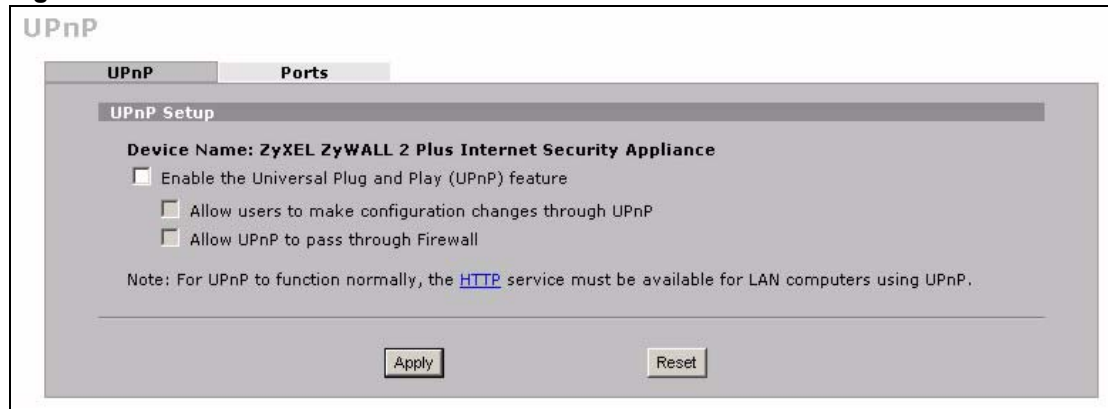 UPnP
UPnP Ports
UPnP Setup
Device Name: ZyXEL ZyWALL 2 Plus Internet Security Appliance
Enable the Universal Plug and Play (UPnP) feature
Allow users to make configuration changes through UPnP
Allow UPnP to pass through Firewall
Note: For UPnP to function normally, the HTTP service must be available for LAN computers using UPnP.
Apply Reset